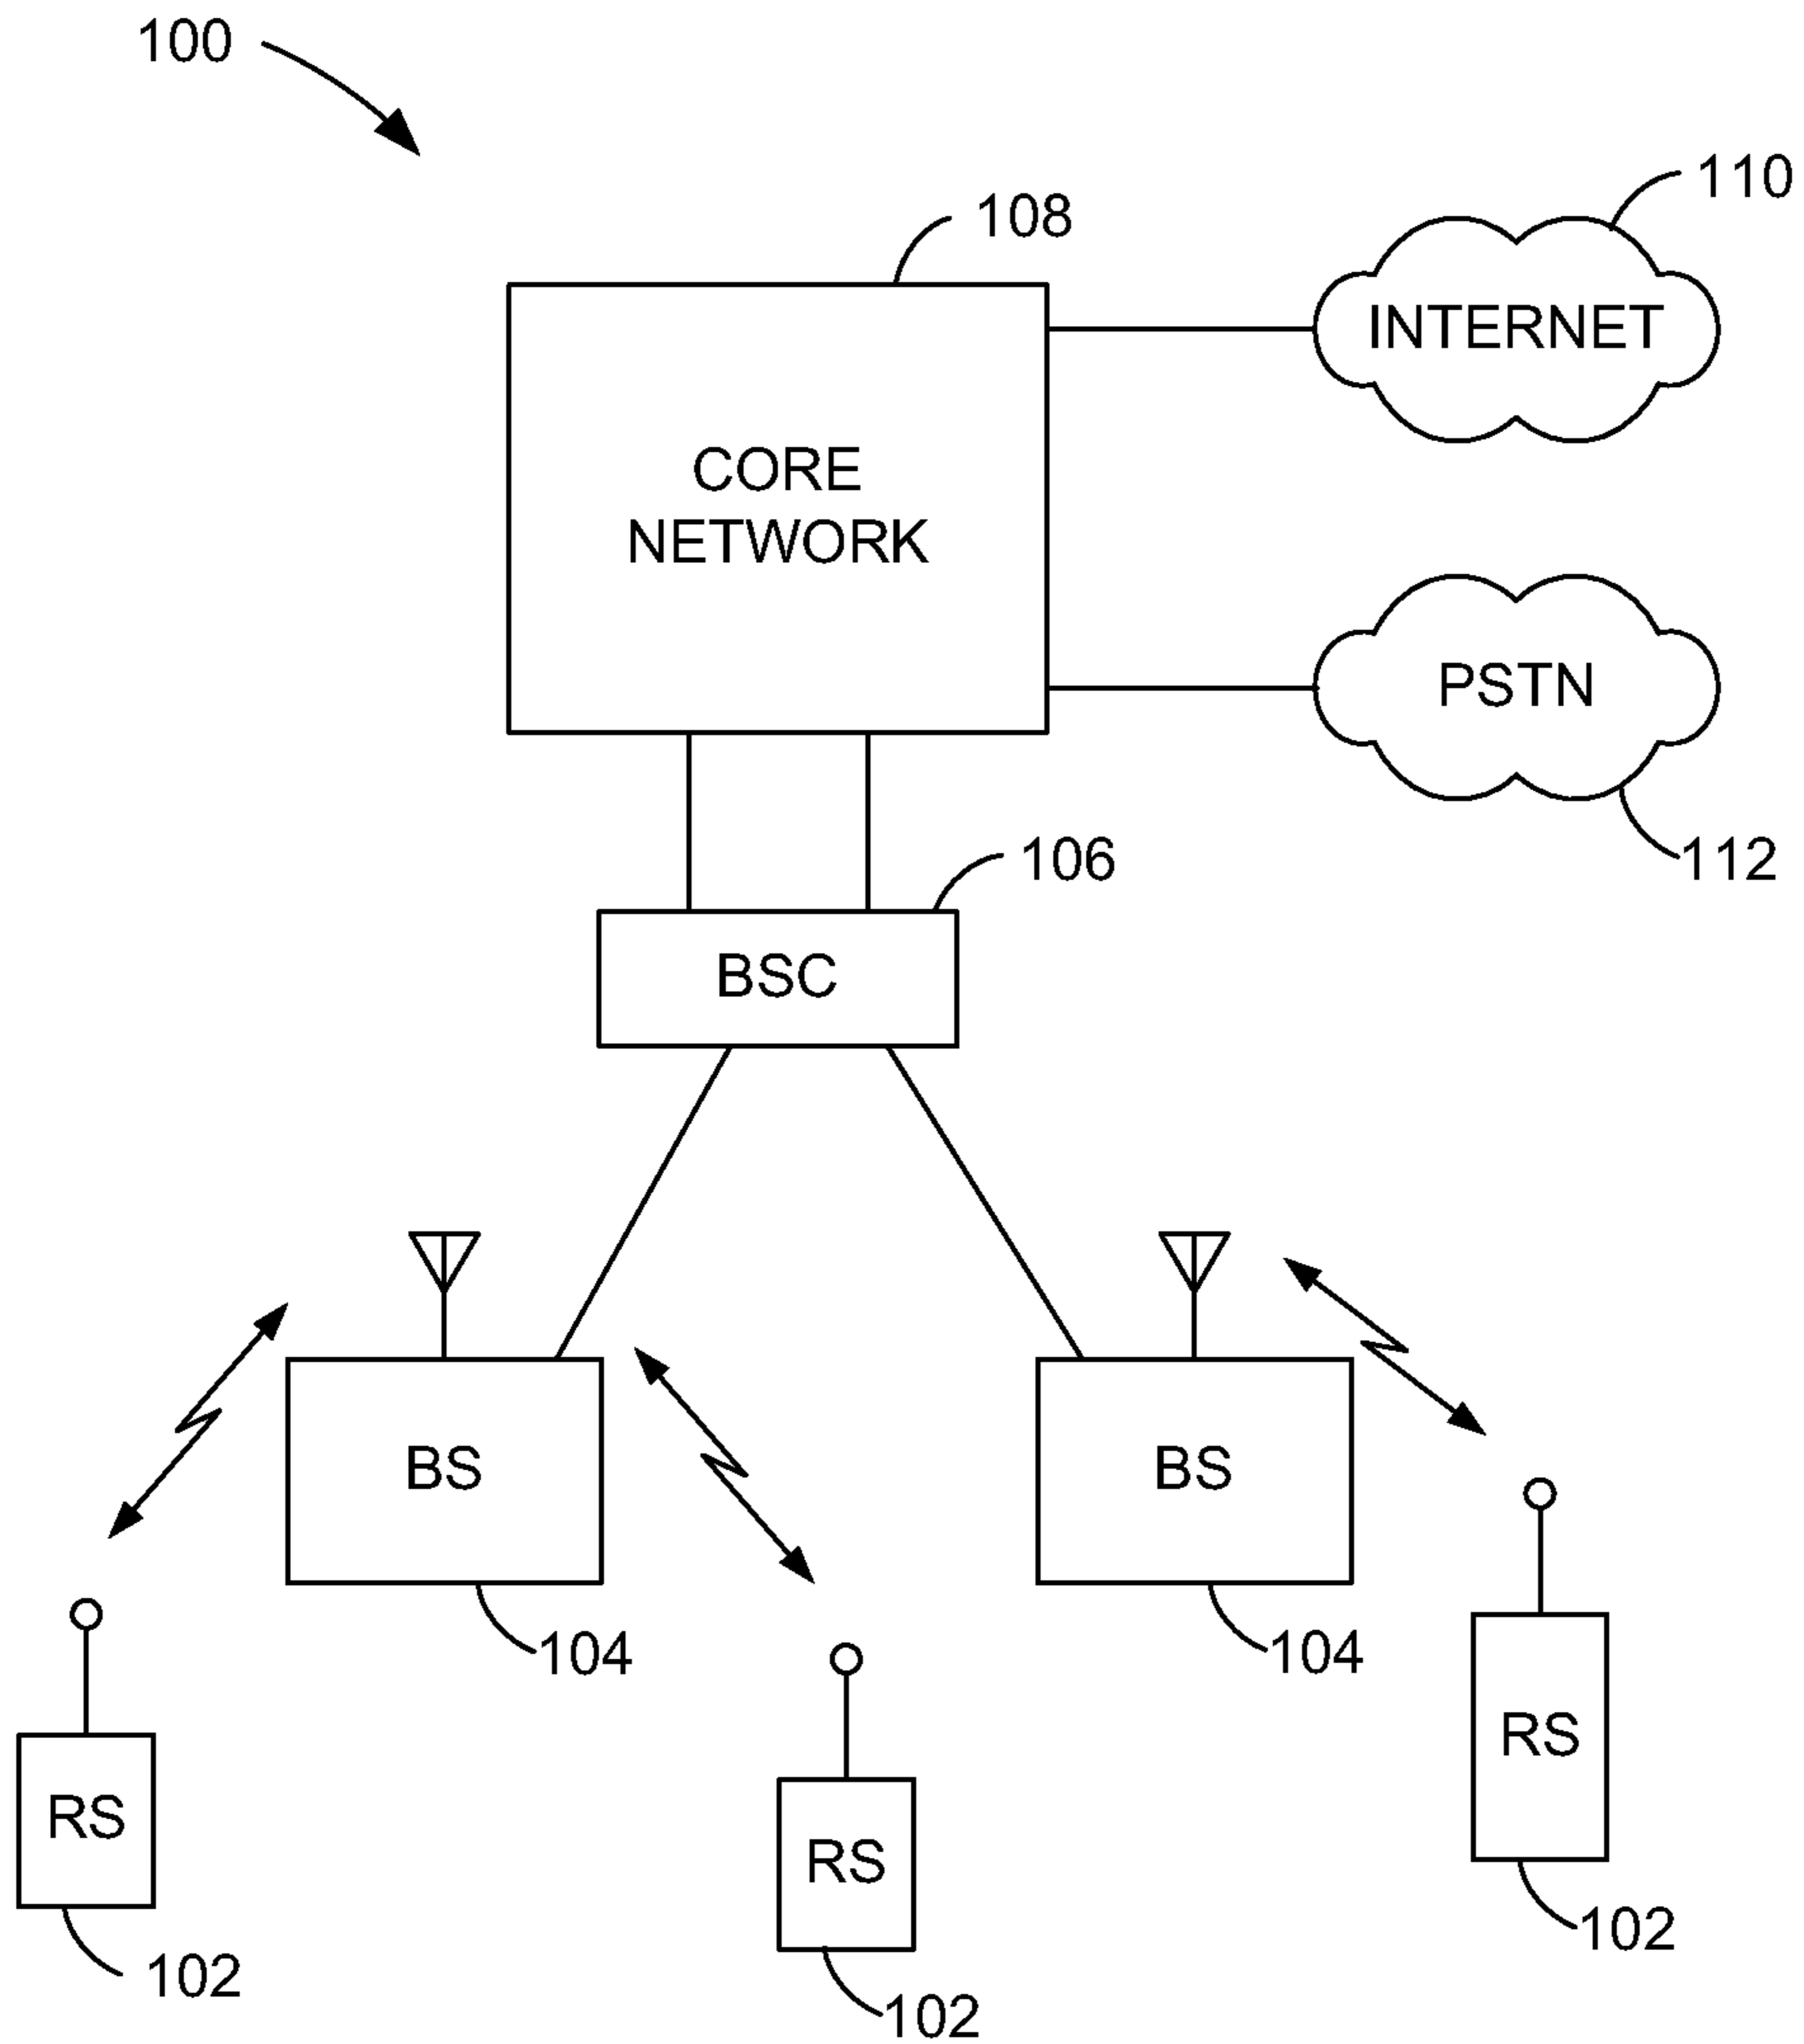 100
110
108
INTERNET
CORE
NETWORK
PSTN
106
112
BSC
BS
BS
104
104
RS
RS
RS
102
102
102